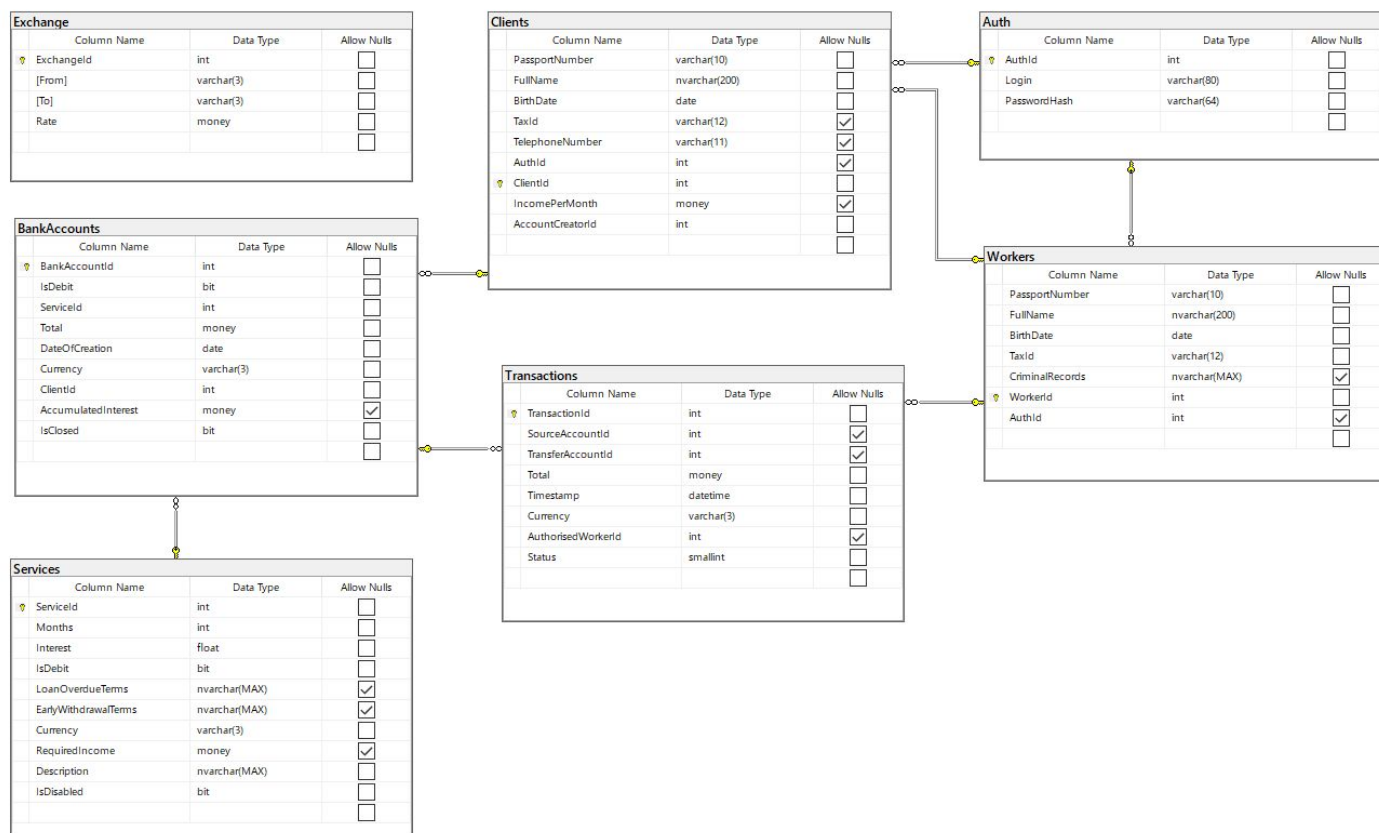 Exchange
Column Name Data Type Allow Nulls
ExchangeId int
[From] varchar(3)
[To] varchar(3)
Rate money
Clients
Column Name Data Type Allow Nulls
PassportNumber varchar(10)
FullName nvarchar(200)
BirthDate date
TaxId varchar(12)
TelephoneNumber varchar(11)
AuthId int
ClientId int
IncomePerMonth money
AccountCreatorId int
Auth
Column Name Data Type Allow Nulls
AuthId int
Login varchar(80)
PasswordHash varchar(64)
BankAccounts
Column Name Data Type Allow Nulls
BankAccountId int
IsDebit bit
ServiceId int
Total money
DateOfCreation date
Currency varchar(3)
ClientId int
AccumulatedInterest money
IsClosed bit
Workers
Column Name Data Type Allow Nulls
PassportNumber varchar(10)
FullName nvarchar(200)
BirthDate date
TaxId varchar(12)
CriminalRecords nvarchar(MAX)
WorkerId int
AuthId int
Transactions
Column Name Data Type Allow Nulls
TransactionId int
SourceAccountId int
TransferAccountId int
Total money
Timestamp datetime
Currency varchar(3)
AuthorisedWorkerId int
Status smallint
Services
Column Name Data Type Allow Nulls
ServiceId int
Months int
Interest float
IsDebit bit
LoanOverdueTerms nvarchar(MAX)
EarlyWithdrawalTerms nvarchar(MAX)
Currency varchar(3)
RequiredIncome money
Description nvarchar(MAX)
IsDisabled bit